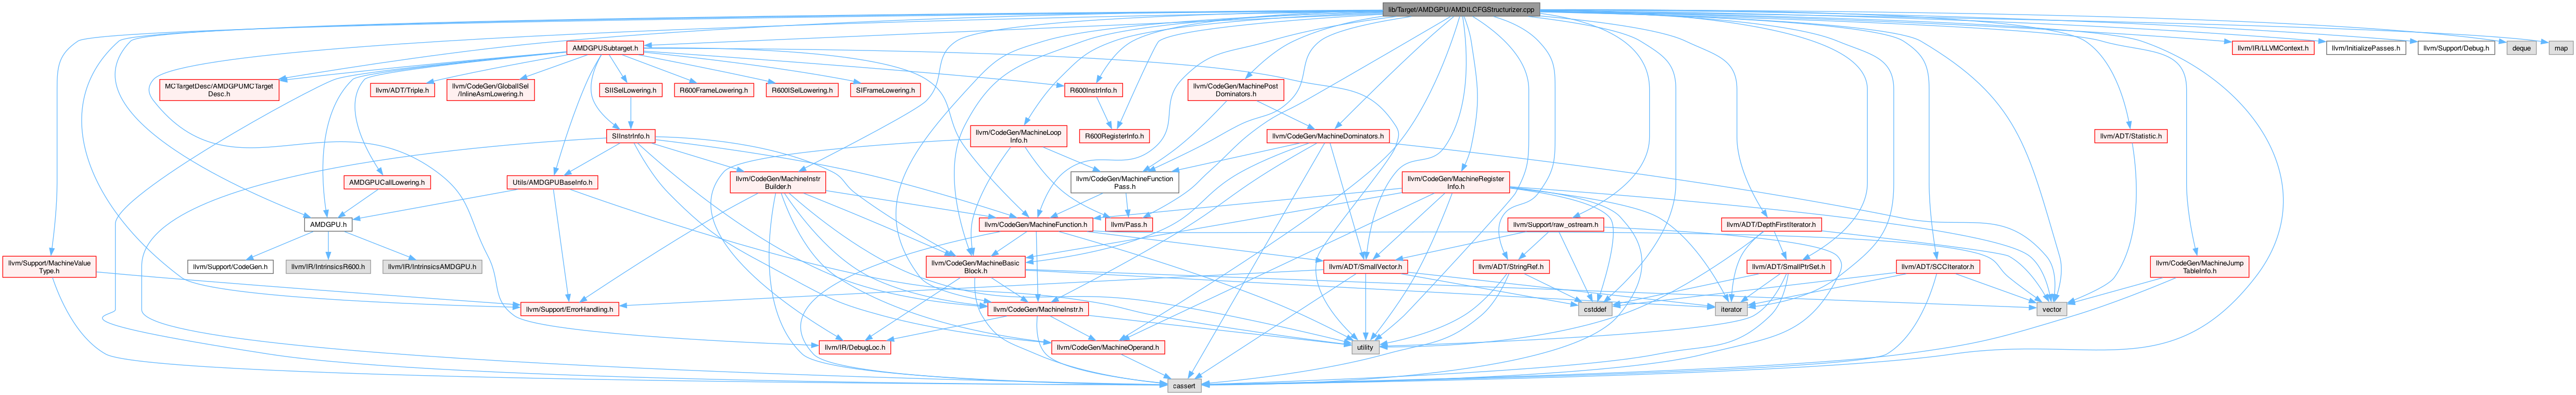 lib/Target/AMDGPU/AMDILCFGStructurizer.cpp
AMDGPUSubtarget.h
llvm/IR/LLVMContext.h
llvm/InitializePasses.h
llvm/Support/Debug.h
deque
map
MCTargetDesc/AMDGPUMCTarget
Desc.h
llvm/ADT/Triple.h
llvm/CodeGen/GlobalISel
/InlineAsmLowering.h
SIISelLowering.h
R600FrameLowering.h
R600ISelLowering.h
SIFrameLowering.h
R600InstrInfo.h
llvm/CodeGen/MachinePost
Dominators.h
SIInstrInfo.h
llvm/CodeGen/MachineLoop
Info.h
R600RegisterInfo.h
llvm/CodeGen/MachineDominators.h
llvm/ADT/Statistic.h
AMDGPUCallLowering.h
Utils/AMDGPUBaseInfo.h
llvm/CodeGen/MachineInstr
Builder.h
llvm/CodeGen/MachineFunction
Pass.h
llvm/CodeGen/MachineRegister
Info.h
AMDGPU.h
llvm/CodeGen/MachineFunction.h
llvm/Pass.h
llvm/Support/raw_ostream.h
llvm/ADT/DepthFirstIterator.h
llvm/Support/MachineValue
Type.h
llvm/Support/CodeGen.h
llvm/IR/IntrinsicsR600.h
llvm/IR/IntrinsicsAMDGPU.h
llvm/CodeGen/MachineBasic
Block.h
llvm/ADT/SmallVector.h
llvm/ADT/StringRef.h
llvm/ADT/SmallPtrSet.h
llvm/ADT/SCCIterator.h
llvm/CodeGen/MachineJump
TableInfo.h
llvm/Support/ErrorHandling.h
llvm/CodeGen/MachineInstr.h
cstddef
iterator
vector
llvm/IR/DebugLoc.h
llvm/CodeGen/MachineOperand.h
utility
cassert